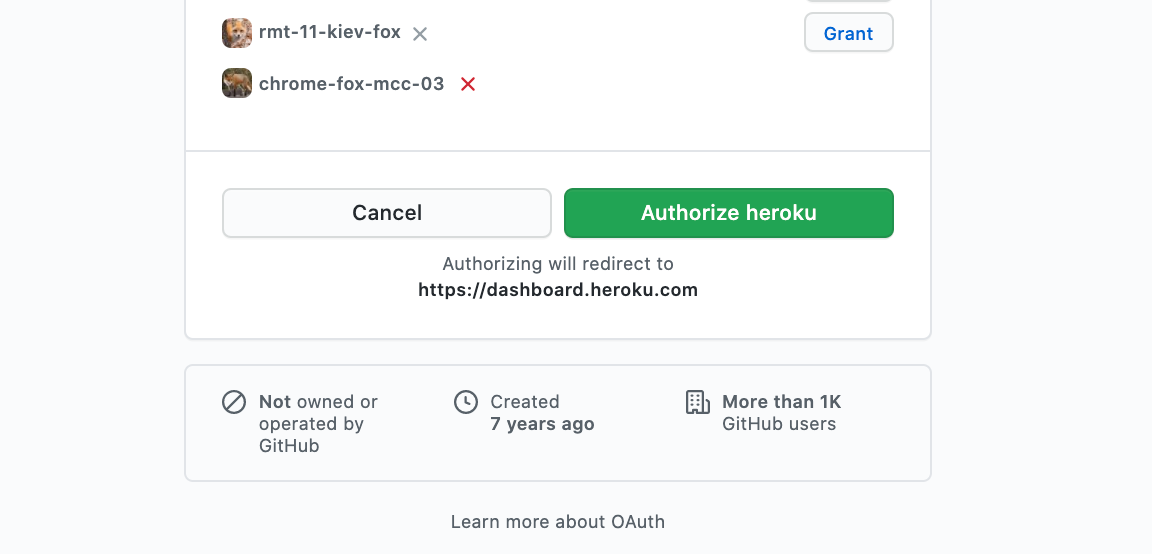 rmt-11-kiev-fox
Grant
chrome-fox-mcc-03
Cancel
Authorize heroku
Authorizing will redirect to
https://dashboard.heroku.com
Not owned or
operated by
GitHub
Created
7 years ago
More than 1K
GitHub users
Learn more about OAuth